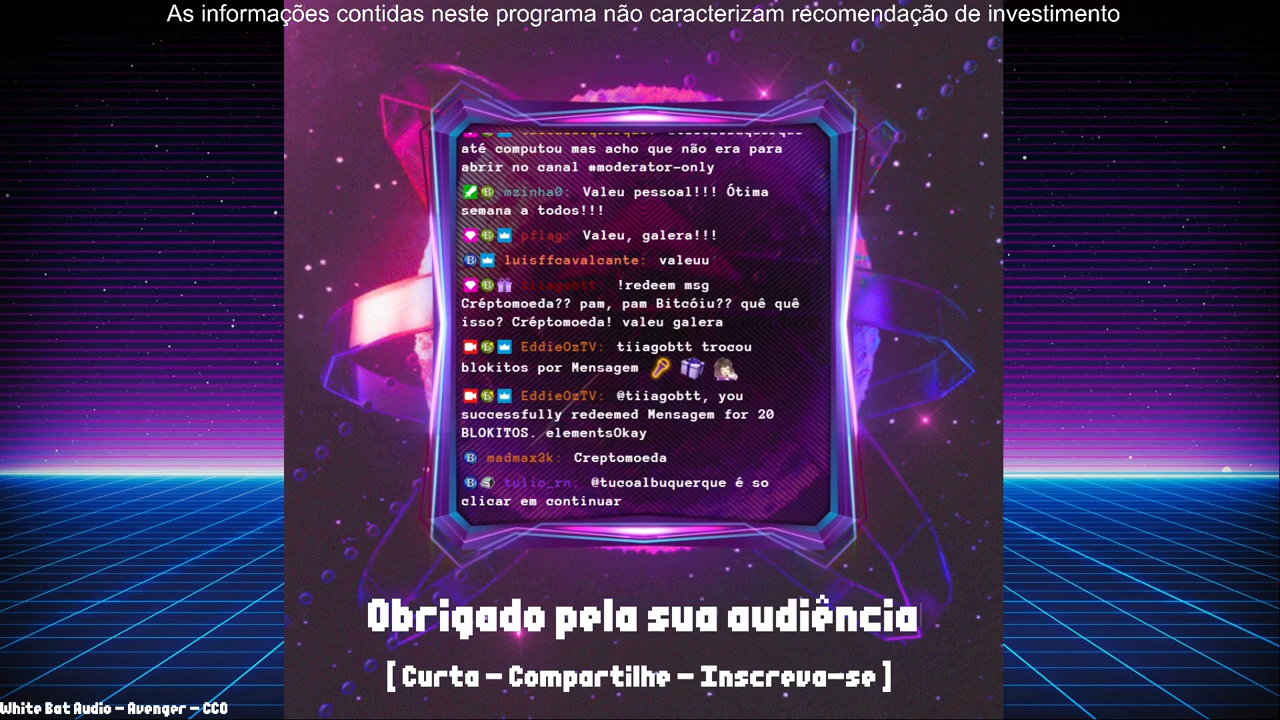 As informações contidas neste programa não caracterizam recomendação de investimento
até computou mas acho que não era para
abrir no canal #moderator-only
mzinha0: Valeu pessoal!!! Ótima
semana a todos!!!
pflag: Valeu, galera!!!
luisffcavalcante: valeuu
tiiagobtt: !redeem msg
Créptomoeda?? pam, pam Bitcóiu?? quê quê
isso? Créptomoeda! valeu galera
EddieOzTV: tiiagobtt trocou
blokitos por Mensagem
EddieOzTV: @tiiagobtt, you
successfully redeemed Mensagem for 20
BLOKITOS. elementsOkay
madmax3k: Creptomoeda
tulio_rn: @tucoalbuquerque é so
clicar em continuar
Obrigado pela sua audiência
[ Curta - Compartilhe - Inscreva-se ]
White Bat Audio - Avenger - CC0